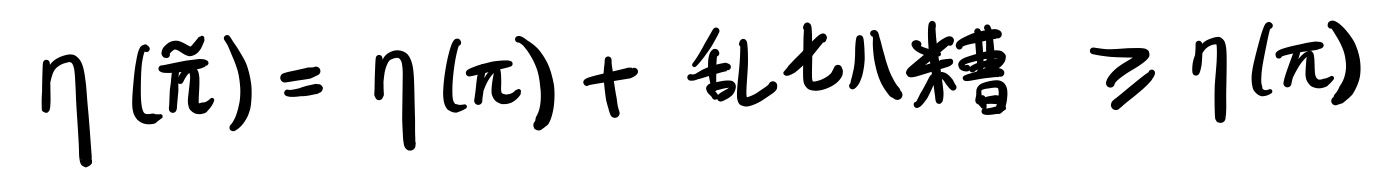 η(π̃) = η(π) + 乱七八糟 ⩾ η(π)